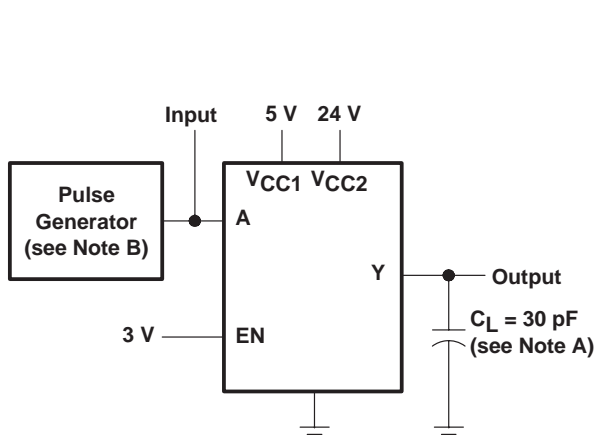 Input
5 V 24 V
VCC1 VCC2
Pulse
Generator
(see Note B)
A
Y
Output
CL = 30 pF
(see Note A)
3 V
EN